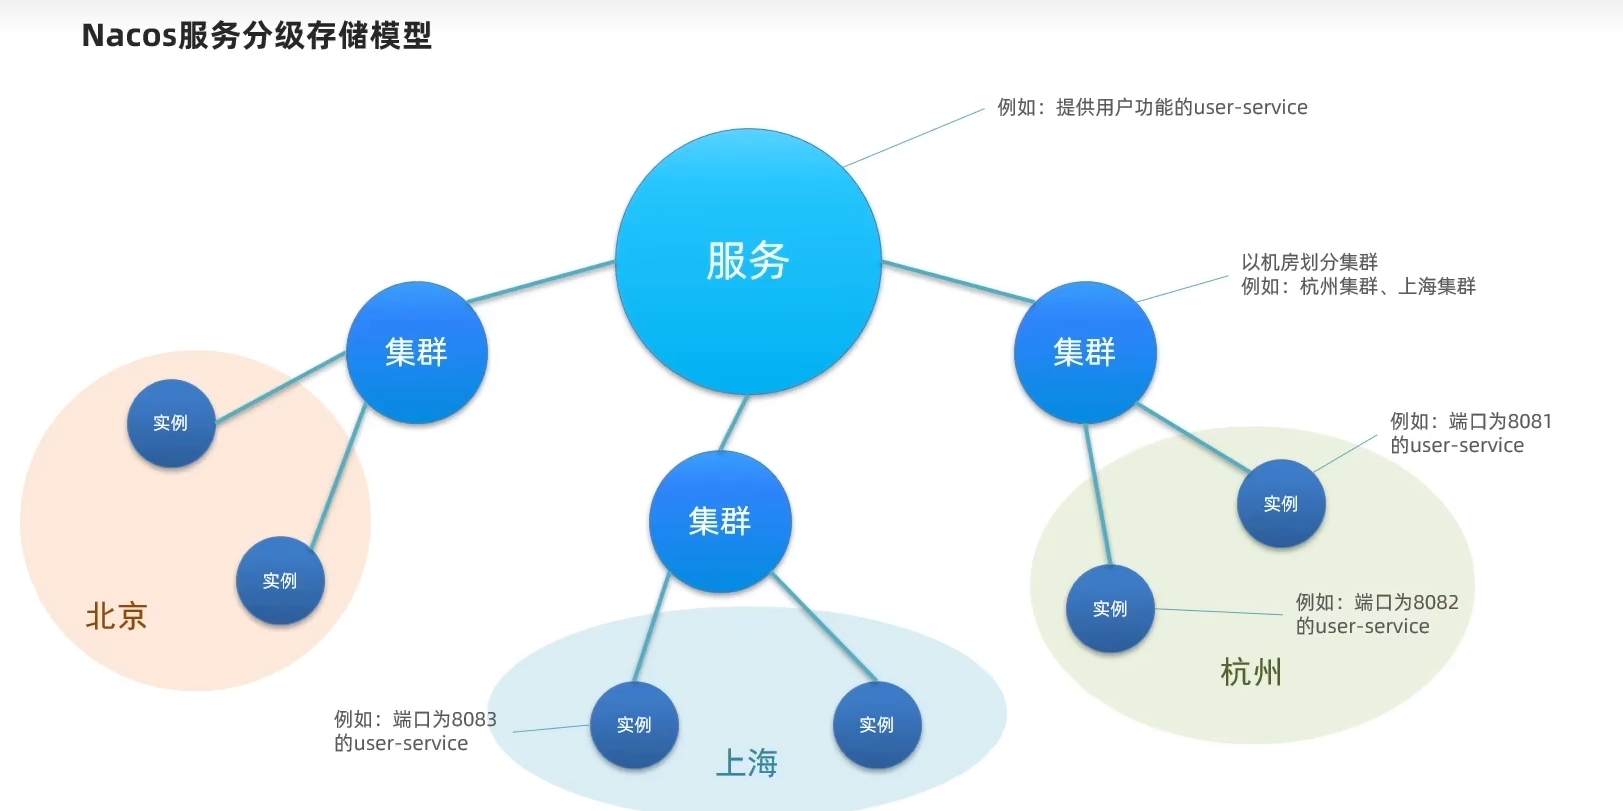 Nacos服务分级存储模型
例如：提供用户功能的user-service
服务
以机房划分集群
例如：杭州集群、上海集群
集群
集群
实例
例如：端口为8081
的user-service
实例
集群
实例
北京
实例
例如：端口为8082
的user-service
杭州
例如：端口为8083
的user-service
实例
实例
上海